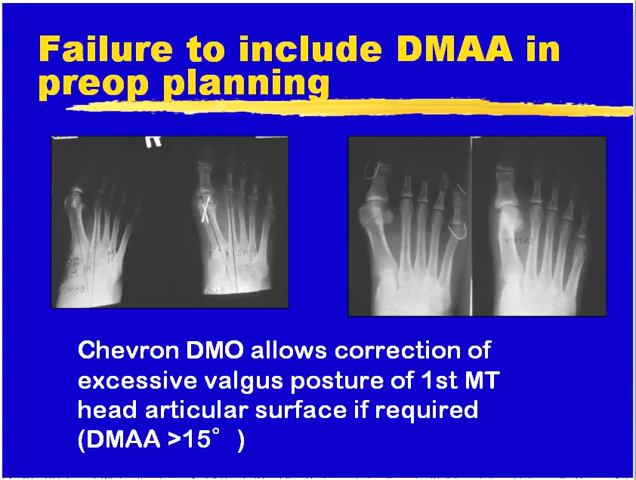 Failure to include DMAA in
preop planning
R
Chevron DMO allows correction of
excessive valgus posture of 1st MT
head articular surface if required
(DMAA >15° )